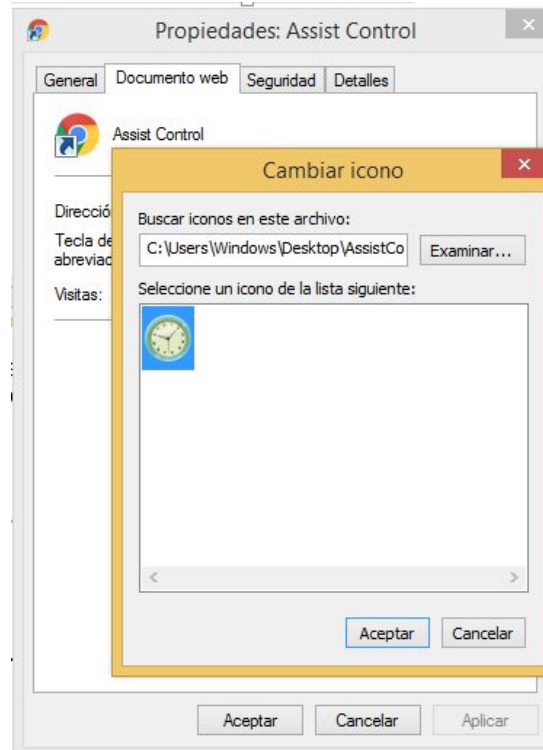 Propiedades: Assist Control
General Documento web Seguridad Detalles
Assist Control
Cambiar icono
Direcció
Buscar iconos en este archivo:
Tecla de
abreviac
C:\Users\Windows\Desktop\AssistCo Examinar...
Visitas:
Seleccione un icono de la lista siguiente:
Aceptar Cancelar
Aceptar Cancelar Aplicar